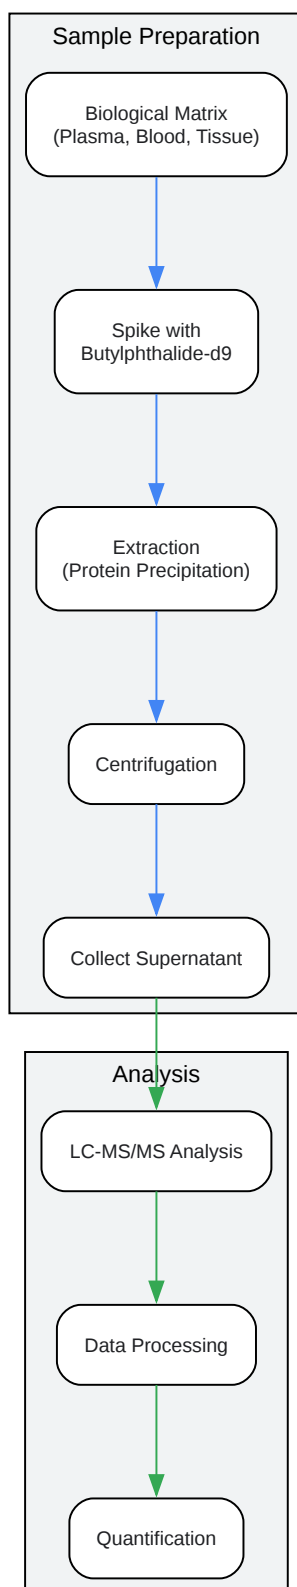 Sample Preparation
Biological Matrix
(Plasma, Blood, Tissue)
Spike with
Butylphthalide-d9
Extraction
(Protein Precipitation)
Centrifugation
Collect Supernatant
Analysis
LC-MS/MS Analysis
Data Processing
Quantification